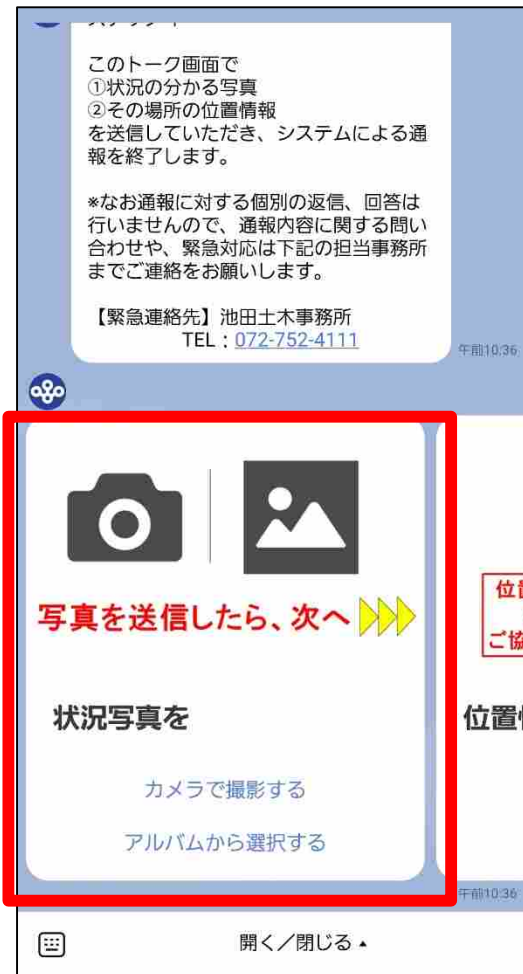 このトーク画面で
①状況の分かる写真
②その場所の位置情報
を送信していただき、システムによる通
報を終了します。
*なお通報に対する個別の返信、回答は
行いませんので、通報内容に関する問い
合わせや、緊急対応は下記の担当事務所
までご連絡をお願いします。
【緊急連絡先】池田土木事務所
TEL：072-752-4111
午前10:36
写真を送信したら、次へ
状況写真を
カメラで撮影する
アルバムから選択する
位置
ご協
位置情
午前10:36
開く／閉じる▲